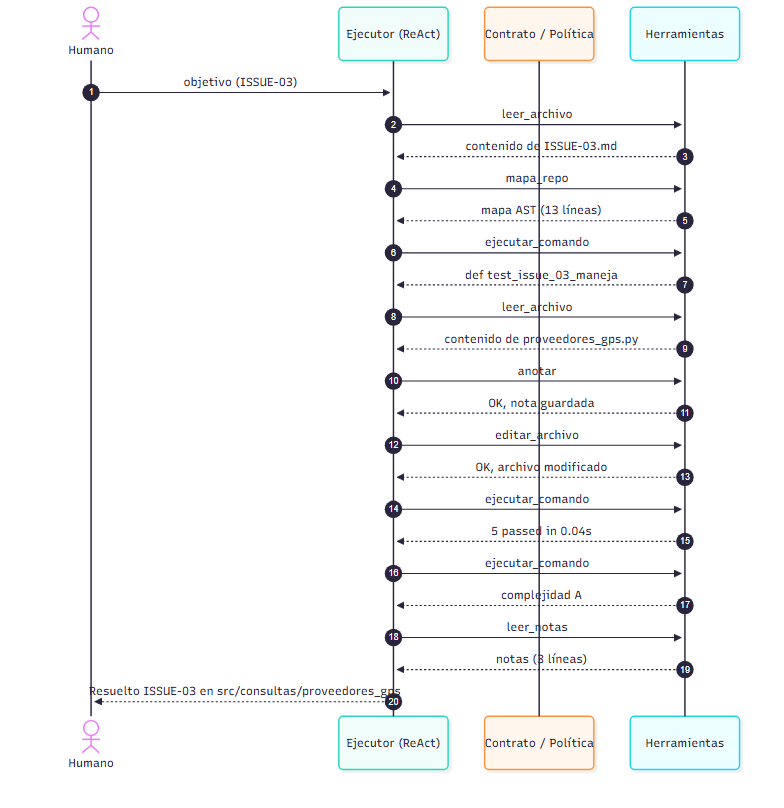 Humano
Ejecutor (ReAct)
Contrato / Política
Herramientas
1
objetivo (ISSUE-03)
2
leer_archivo
contenido de ISSUE-03.md
3
4
mapa_repo
mapa AST (13 líneas)
5
6
ejecutar_comando
def test_issue_03_maneja
7
8
leer_archivo
contenido de proveedores_gps.py
9
10
anotar
OK, nota guardada
11
12
editar_archivo
OK, archivo modificado
13
14
ejecutar_comando
5 passed in 0.04s
15
16
ejecutar_comando
complejidad A
17
18
leer_notas
notas (3 líneas)
19
Resuelto ISSUE-03 en src/consultas/proveedores_gps
20
Humano
Ejecutor (ReAct)
Contrato / Política
Herramientas